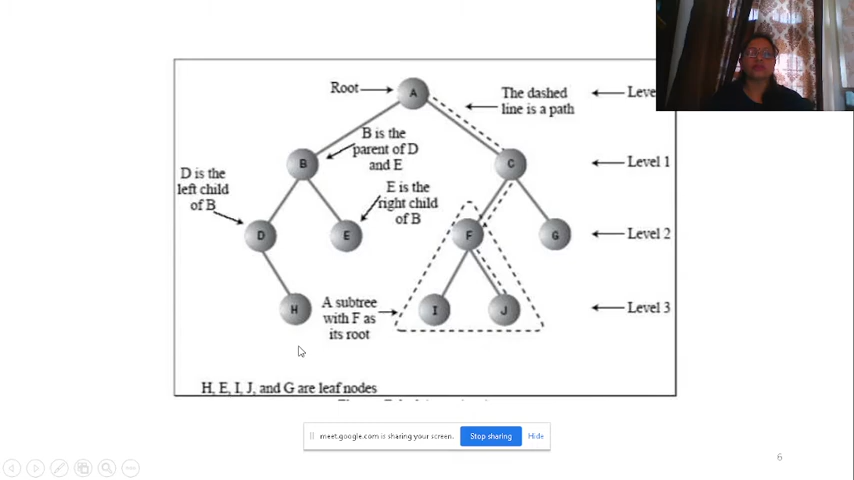 Root
A
The dashed
line is a path
B is the
parent of D
and E
B
C
Level 1
D is the
left child
of B
E is the
right child
of B
D
E
F
G
Level 2
H
A subtree
with F as
its root
I
J
Level 3
H, E, I, J, and G are leaf nodes
meet.google.com is sharing your screen.
Stop sharing
Hide
6